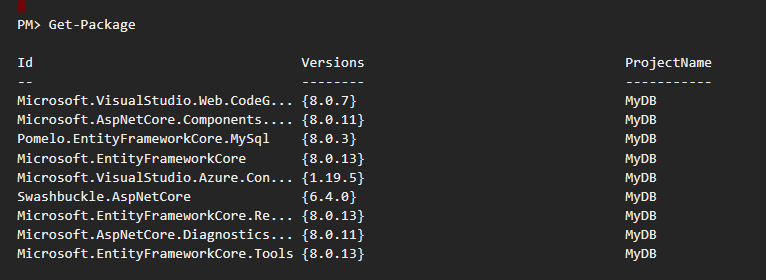 PM> Get-Package
Id Versions ProjectName
-- -------- -----------
Microsoft.VisualStudio.Web.CodeG... {8.0.7} MyDB
Microsoft.AspNetCore.Components.... {8.0.11} MyDB
Pomelo.EntityFrameworkCore.MySql {8.0.3} MyDB
Microsoft.EntityFrameworkCore {8.0.13} MyDB
Microsoft.VisualStudio.Azure.Con... {1.19.5} MyDB
Swashbuckle.AspNetCore {6.4.0} MyDB
Microsoft.EntityFrameworkCore.Re... {8.0.13} MyDB
Microsoft.AspNetCore.Diagnostics... {8.0.11} MyDB
Microsoft.EntityFrameworkCore.Tools {8.0.13} MyDB